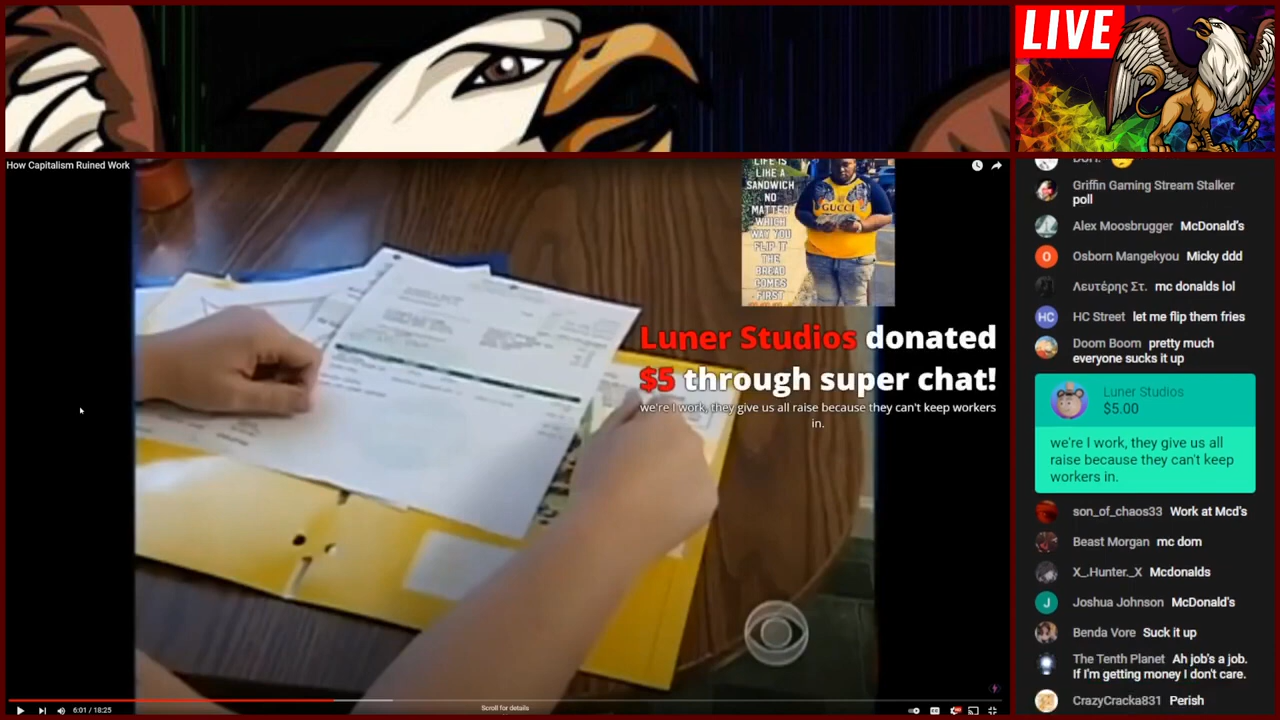 LIVE
How Capitalism Ruined Work
LIFE IS
LIKE A
SANDWICH
NO
MATTER
WHICH
WAY YOU
FLIP IT
THE
BREAD
COMES
FIRST
GUCCI
Luner Studios donated
$5 through super chat!
we're I work, they give us all raise because they can't keep workers
in.
6:01 / 18:25
Scroll for details
Griffin Gaming Stream Stalker
poll
Alex Moosbrugger McDonald's
O Osborn Mangekyou Micky ddd
Λευτέρης Στ. mc donalds lol
HC HC Street let me flip them fries
Doom Boom pretty much
everyone sucks it up
Luner Studios
$5.00
we're I work, they give us all
raise because they can't keep
workers in.
son_of_chaos33 Work at Mcd's
Beast Morgan mc dom
X_.Hunter._X Mcdonalds
J Joshua Johnson McDonald's
Benda Vore Suck it up
The Tenth Planet Ah job's a job.
If I'm getting money I don't care.
CrazyCracka831 Perish